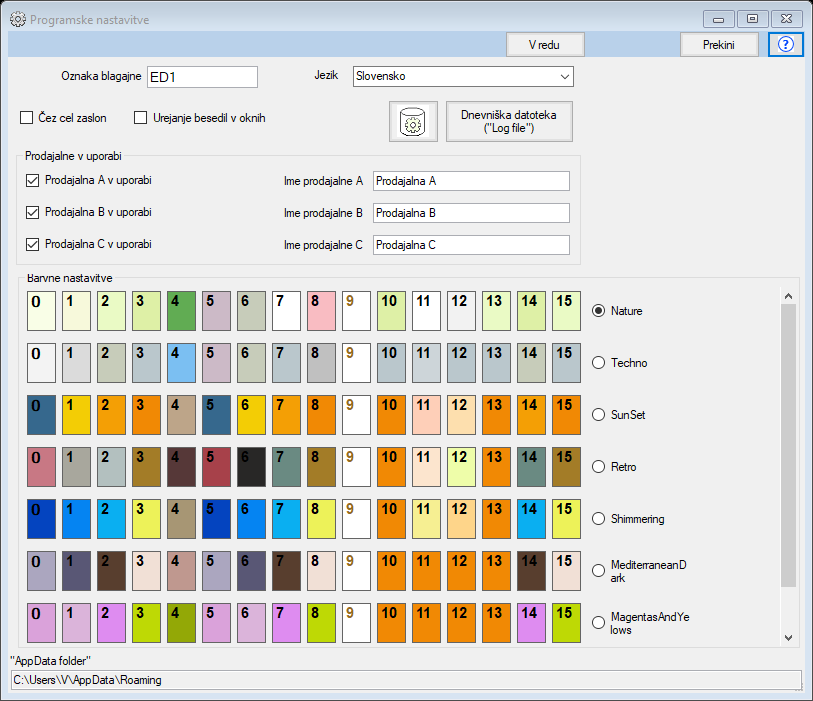 Programske nastavitve
V redu
Prekini
?
Oznaka blagajne ED1
Jezik Slovensko
Čez cel zaslon
Urejanje besedil v oknih
Dnevniška datoteka
("Log file")
Prodajalne v uporabi
Prodajalna A v uporabi
Ime prodajalne A Prodajalna A
Prodajalna B v uporabi
Ime prodajalne B Prodajalna B
Prodajalna C v uporabi
Ime prodajalne C Prodajalna C
Barvne nastavitve
0 1 2 3 4 5 6 7 8 9 10 11 12 13 14 15 Nature
0 1 2 3 4 5 6 7 8 9 10 11 12 13 14 15 Techno
0 1 2 3 4 5 6 7 8 9 10 11 12 13 14 15 SunSet
0 1 2 3 4 5 6 7 8 9 10 11 12 13 14 15 Retro
0 1 2 3 4 5 6 7 8 9 10 11 12 13 14 15 Shimmering
0 1 2 3 4 5 6 7 8 9 10 11 12 13 14 15 MediterraneanD
ark
0 1 2 3 4 5 6 7 8 9 10 11 12 13 14 15 MagentasAndYe
lows
"AppData folder"
C:\Users\V\AppData\Roaming